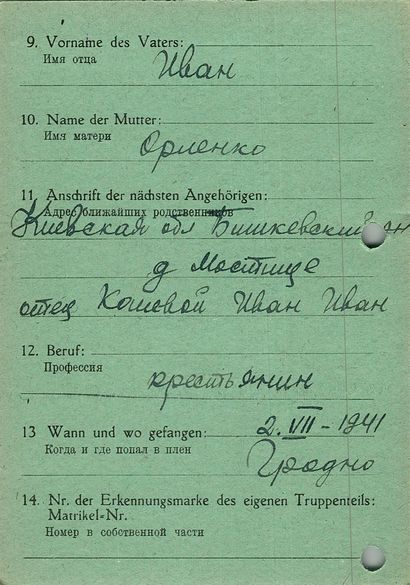 9. Vorname des Vaters:
Имя отца
Иван
10. Name der Mutter:
Имя матери
Орленко
11 Anschrift der nächsten Angehörigen:
Адрес ближайших родственников
Киевская обл Бишкевский он
д Мостище
отец Кошевой Иван Иван
12. Beruf:
Профессия
крестьянин
13 Wann und wo gefangen: 2. VII - 1941
Когда и где попал в плен
Гродно
14. Nr. der Erkennungsmarke des eigenen Truppenteils:
Matrikel-Nr.
Номер в собственной части